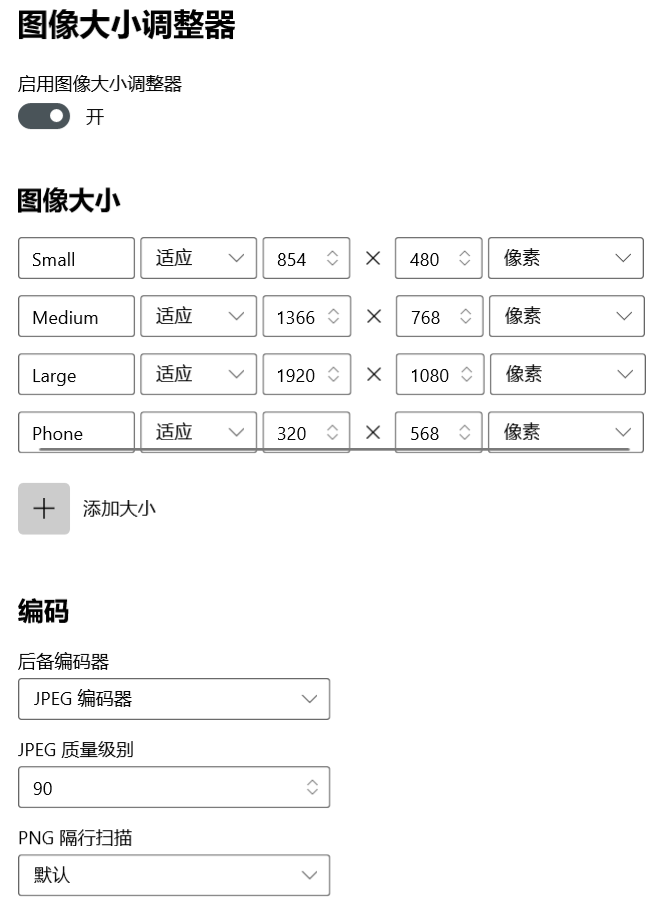 图像大小调整器
启用图像大小调整器
开
图像大小
Small 适应 854 × 480 像素
Medium 适应 1366 × 768 像素
Large 适应 1920 × 1080 像素
Phone 适应 320 × 568 像素
添加大小
编码
后备编码器
JPEG 编码器
JPEG 质量级别
90
PNG 隔行扫描
默认